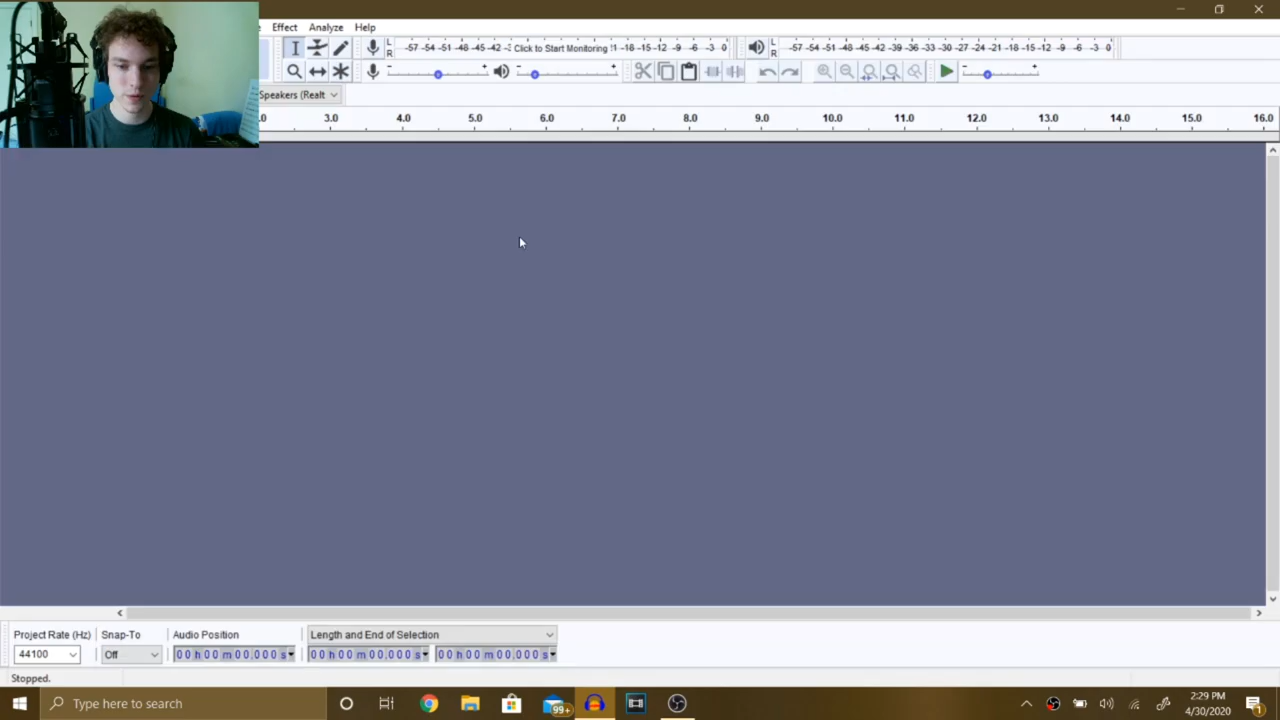 Effect Analyze Help
L
R
-57 -54 -51 -48 -45 -42 -3 Click to Start Monitoring !1 -18 -15 -12 -9 -6 -3 0
L
R
-57 -54 -51 -48 -45 -42 -39 -36 -33 -30 -27 -24 -21 -18 -15 -12 -9 -6 -3 0
- + - + - +
Speakers (Realt
.0 3.0 4.0 5.0 6.0 7.0 8.0 9.0 10.0 11.0 12.0 13.0 14.0 15.0 16.0
Project Rate (Hz) Snap-To Audio Position Length and End of Selection
44100 Off 00 h 00 m 00.000 s 00 h 00 m 00.000 s 00 h 00 m 00.000 s
Stopped.
Type here to search
99+
2:29 PM
4/30/2020
1